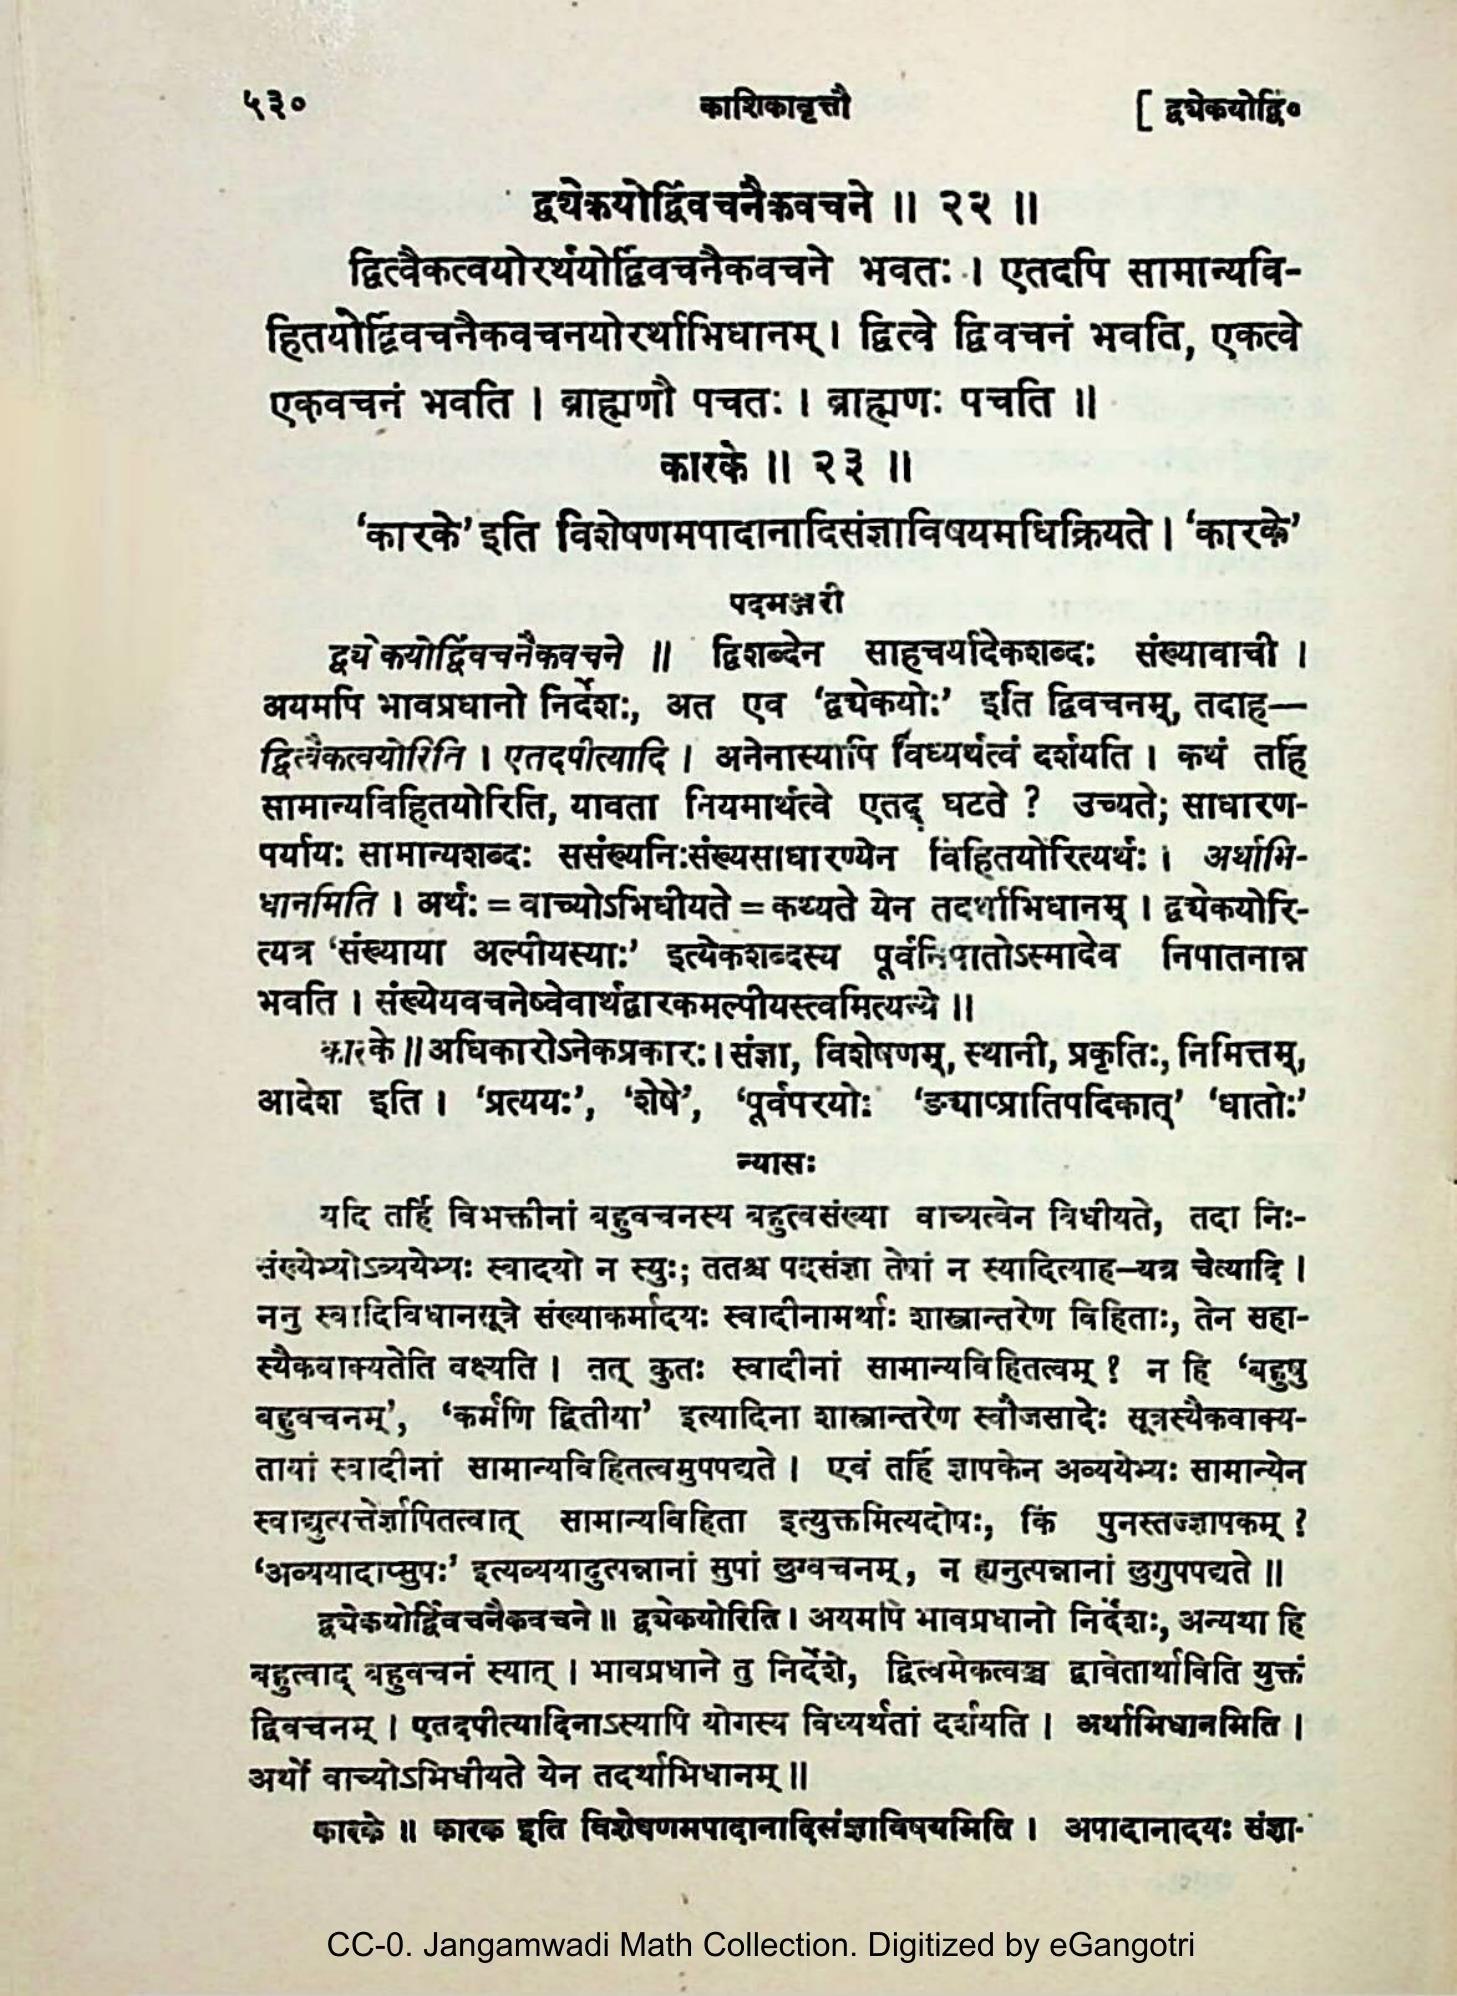 ५३०
काशिकावृत्तौ
[ द्व्येकयोर्द्वि०
द्व्येकयोर्द्विवचनैकवचने ॥ २२ ॥
द्वित्वैकत्वयोरर्थयोर्द्विवचनैकवचने भवतः । एतदपि सामान्यवि-
हितयोर्द्विवचनैकवचनयोरर्थाभिधानम् । द्वित्वे द्विवचनं भवति, एकत्वे
एकवचनं भवति । ब्राह्मणौ पचतः । ब्राह्मणः पचति ॥
कारके ॥ २३ ॥
‘कारके’ इति विशेषणमपादानादिसंज्ञाविषयमधिक्रियते । ‘कारके’
पदमञ्जरी
द्व्येकयोर्द्विवचनैकवचने ॥ द्विशब्देन साहचर्यादेकशब्दः संख्यावाची ।
अयमपि भावप्रधानो निर्देशः, अत एव ‘द्व्येकयोः’ इति द्विवचनम्, तदाह—
द्वित्वैकत्वयोरिति । एतदपीत्यादि । अनेनास्यापि विध्यर्थत्वं दर्शयति । कथं तर्हि
सामान्यविहितयोरिति, यावता नियमार्थत्वे एतद् घटते ? उच्यते; साधारण-
पर्यायः सामान्यशब्दः ससंख्यनिःसंख्यसाधारण्येन विहितयोरित्यर्थः । अर्थाभि-
धानमिति । अर्थः = वाच्योऽभिधीयते = कथ्यते येन तदर्थाभिधानम् । द्व्येकयोरि-
त्यत्र ‘संख्याया अल्पीयस्याः’ इत्येकशब्दस्य पूर्वनिपातोऽस्मादेव निपातनान्न
भवति । संख्येयवचनेष्वेवार्थद्वारकमल्पीयस्त्वमित्यन्ये ॥
कारके ॥ अधिकारोऽनेकप्रकारः । संज्ञा, विशेषणम्, स्थानी, प्रकृतिः, निमित्तम्,
आदेश इति । ‘प्रत्ययः’, ‘शेषे’, ‘पूर्वपरयोः ‘ङ्याप्प्रातिपदिकात्’ ‘धातोः’
न्यासः
यदि तर्हि विभक्तीनां बहुवचनस्य बहुत्वसंख्या वाच्यत्वेन विधीयते, तदा निः-
संख्येभ्योऽव्ययेभ्यः स्वादयो न स्युः; ततश्च पदसंज्ञा तेषां न स्यादित्याह—यत्र चेत्यादि ।
ननु स्वादिविधानसूत्रे संख्याकर्मादयः स्वादीनामर्थाः शास्त्रान्तरेण विहिताः, तेन सहा-
स्यैकवाक्यतेति वक्ष्यति । तत् कुतः स्वादीनां सामान्यविहितत्वम् ? न हि ‘बहुषु
बहुवचनम्’, ‘कर्मणि द्वितीया’ इत्यादिना शास्त्रान्तरेण स्वौजसादेः सूत्रस्यैकवाक्य-
तायां स्वादीनां सामान्यविहितत्वमुपपद्यते । एवं तर्हि ज्ञापकेन अव्ययेभ्यः सामान्येन
स्वाद्युत्पत्तेर्ज्ञापितत्वात् सामान्यविहिता इत्युक्तमित्यदोषः, किं पुनस्तज्ज्ञापकम् ?
‘अव्ययादाप्सुपः’ इत्यव्ययादुत्पन्नानां सुपां लुग्वचनम्, न ह्यनुत्पन्नानां लुगुपपद्यते ॥
द्व्येकयोर्द्विवचनैकवचने ॥ द्व्येकयोरिति । अयमपि भावप्रधानो निर्देशः, अन्यथा हि
बहुत्वाद् बहुवचनं स्यात् । भावप्रधाने तु निर्देशे, द्वित्वमेकत्वञ्च द्वावेतार्थाविति युक्तं
द्विवचनम् । एतदपीत्यादिनाऽस्यापि योगस्य विध्यर्थतां दर्शयति । अर्थाभिधानमिति ।
अर्थो वाच्योऽभिधीयते येन तदर्थाभिधानम् ॥
कारके ॥ कारक इति विशेषणमपादानादिसंज्ञाविषयमिति । अपादानादयः संज्ञा-
CC-0. Jangamwadi Math Collection. Digitized by eGangotri